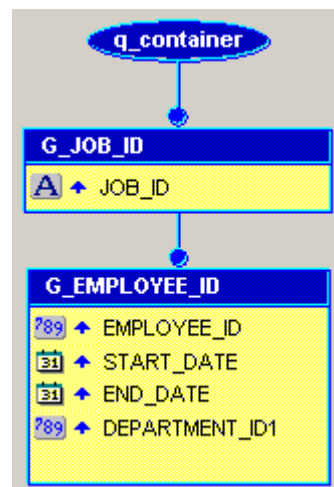 q_container
G_JOB_ID
A JOB_ID
G_EMPLOYEE_ID
789 EMPLOYEE_ID
31 START_DATE
31 END_DATE
789 DEPARTMENT_ID1